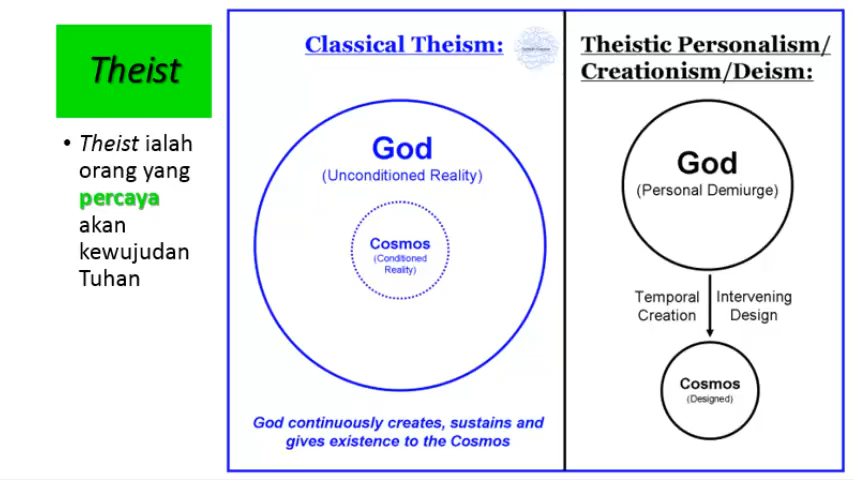 Theist
• Theist ialah
orang yang
percaya
akan
kewujudan
Tuhan
Classical Theism:
God
(Unconditioned Reality)
Cosmos
(Conditioned
Reality)
God continuously creates, sustains and
gives existence to the Cosmos
Theistic Personalism/
Creationism/Deism:
God
(Personal Demiurge)
Temporal Intervening
Creation Design
Cosmos
(Designed)